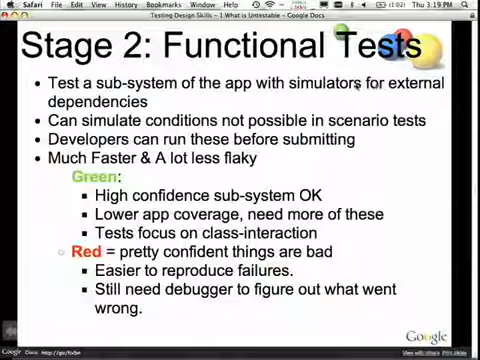 Safari File Edit View History Bookmarks Window Help (1:02) Thu 3:19 PM
Testing Design Skills – 1 What is Untestable – Google Docs
Stage 2: Functional Tests
• Test a sub-system of the app with simulators for external
dependencies
• Can simulate conditions not possible in scenario tests
• Developers can run these before submitting
• Much Faster & A lot less flaky
Green:
▪ High confidence sub-system OK
▪ Lower app coverage, need more of these
▪ Tests focus on class-interaction
○ Red = pretty confident things are bad
▪ Easier to reproduce failures.
▪ Still need debugger to figure out what went
wrong.
Google
Google Docs